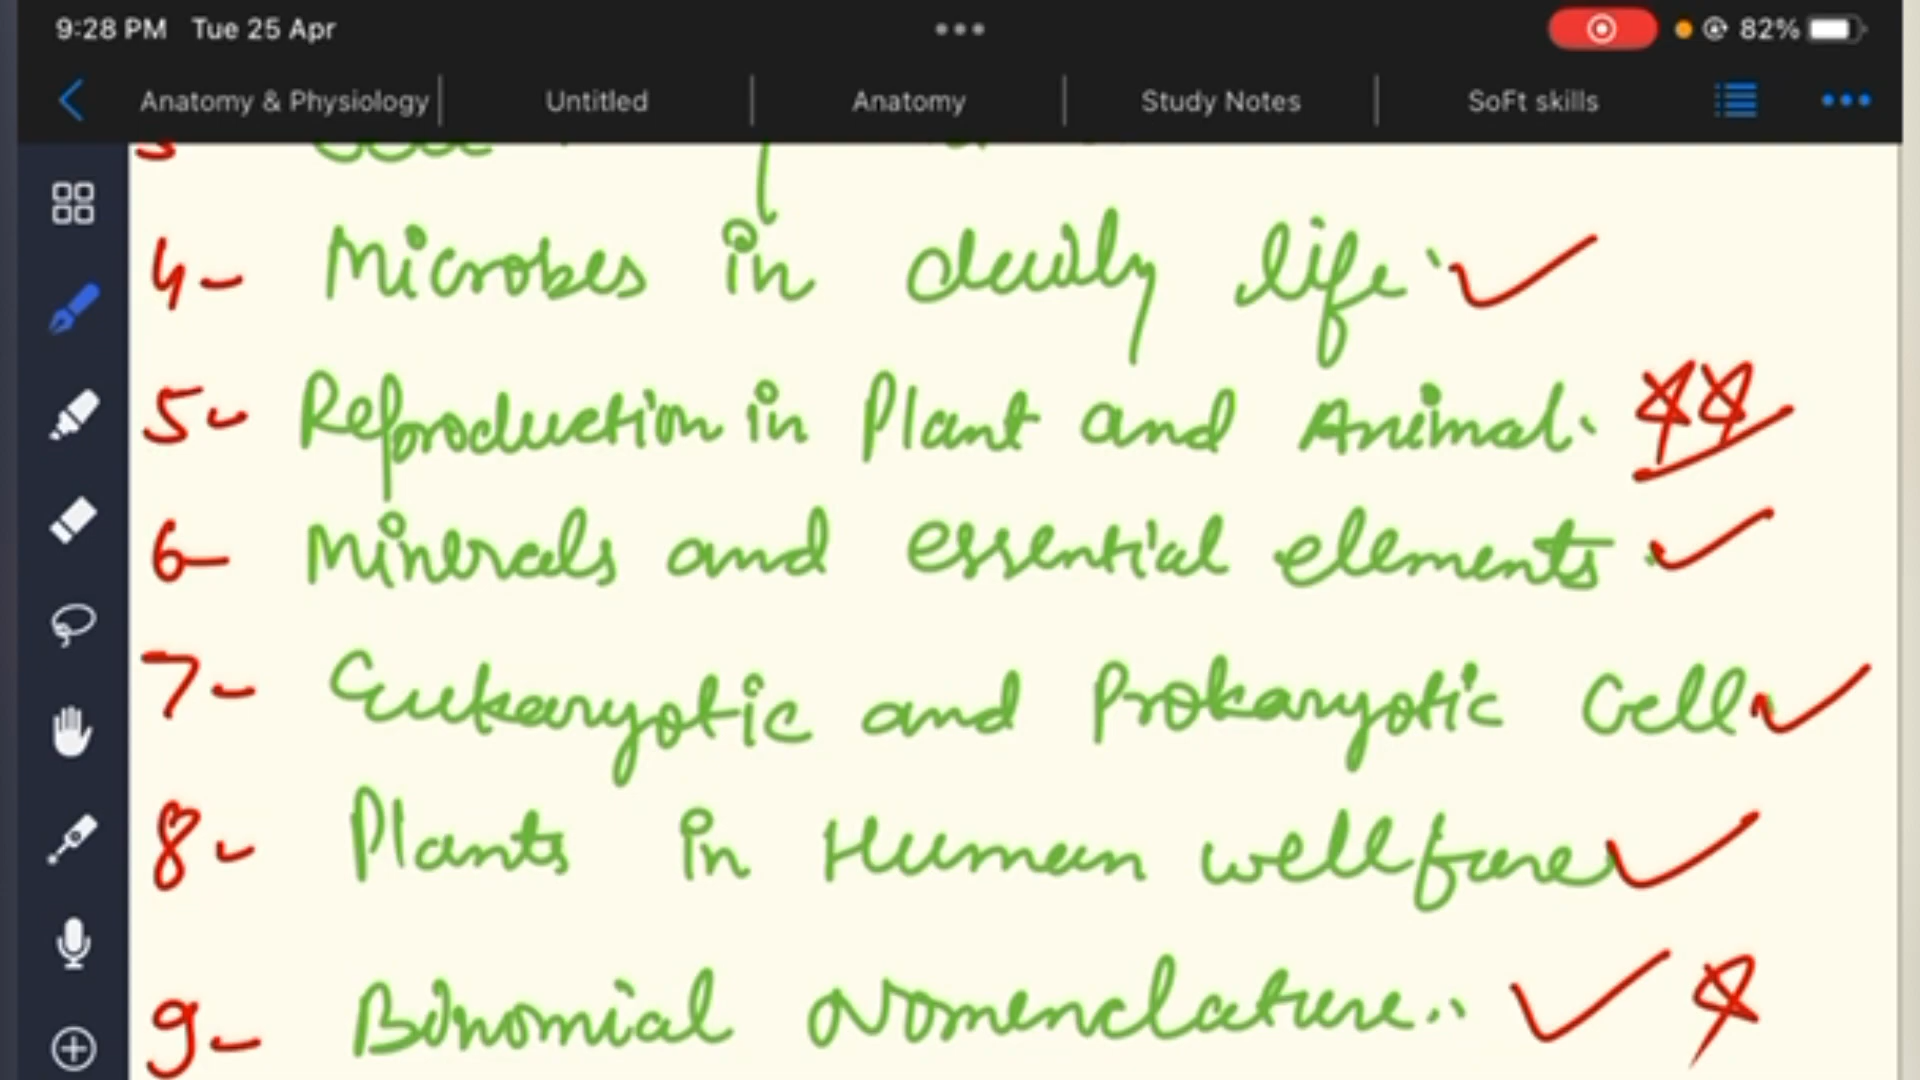 9:28 PM Tue 25 Apr 82%
Anatomy & Physiology Untitled Anatomy Study Notes SoFt skills
4- Microbes in daily life.
5- Reproduction in Plant and Animal.
6- Minerals and essential elements
7- Eukaryotic and Prokaryotic Cell
8- Plants in Human wellfare
9- Binomial Nomenclature..